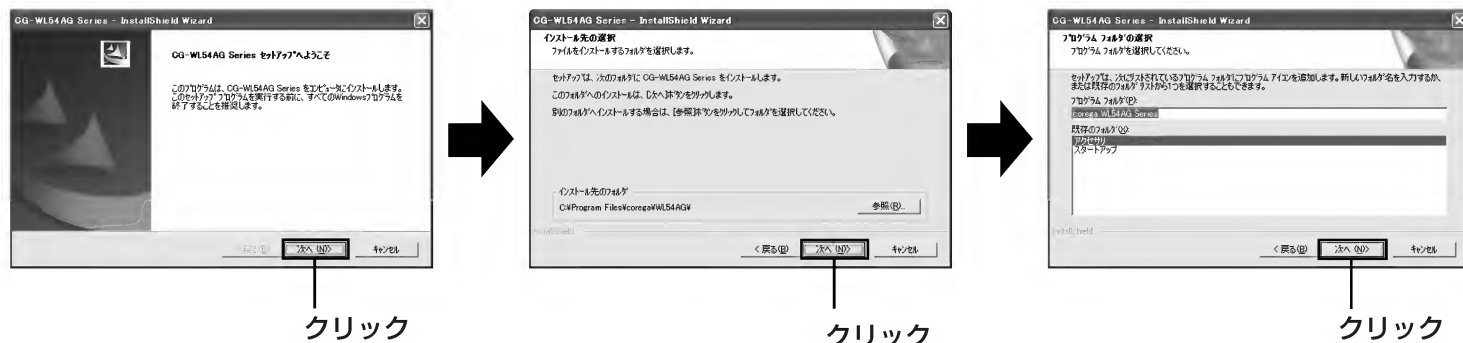 CG-WL54AG Series - InstallShield Wizard
CG-WL54AG Series セットアップへようこそ
このプログラムは、CG-WL54AG Series をコンピュータにインストールします。
このセットアップ プログラムを実行する前に、すべてのWindowsプログラムを
終了することを推奨します。
< 戻る(B)
次へ (N)>
キャンセル
クリック
CG-WL54AG Series - InstallShield Wizard
インストール先の選択
ファイルをインストールするフォルダを選択します。
セットアップは、次のフォルダに CG-WL54AG Series をインストールします。
このフォルダへのインストールは、[次へ]ボタンをクリックします。
別のフォルダへインストールする場合は、[参照]ボタンをクリックしてフォルダを選択してください。
インストール先のフォルダ
C:¥Program Files¥corega¥WL54AG¥
参照(R)...
InstallShield
< 戻る(B)
次へ (N)>
キャンセル
クリック
CG-WL54AG Series - InstallShield Wizard
プログラム フォルダの選択
プログラム フォルダを選択してください。
セットアップは、次にリストされているプログラム フォルダにプログラム アイコンを追加します。新しいフォルダ名を入力するか、
または既存のフォルダ リストから1つを選択することもできます。
プログラム フォルダ(P):
corega WL54AG Series
既存のフォルダ(X):
アクセサリ
スタートアップ
InstallShield
< 戻る(B)
次へ (N)>
キャンセル
クリック